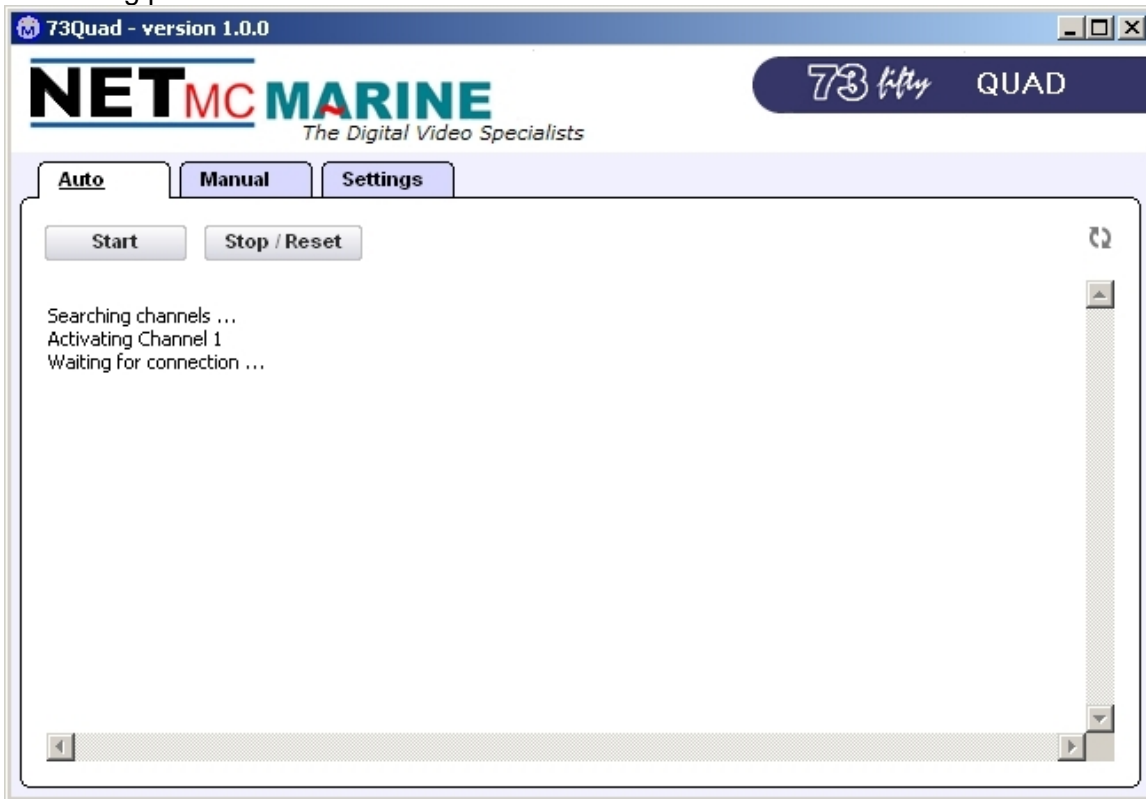 73Quad - version 1.0.0
NETMC MARINE
The Digital Video Specialists
73 fifty QUAD
Auto Manual Settings
Start Stop / Reset
Searching channels ...
Activating Channel 1
Waiting for connection ...